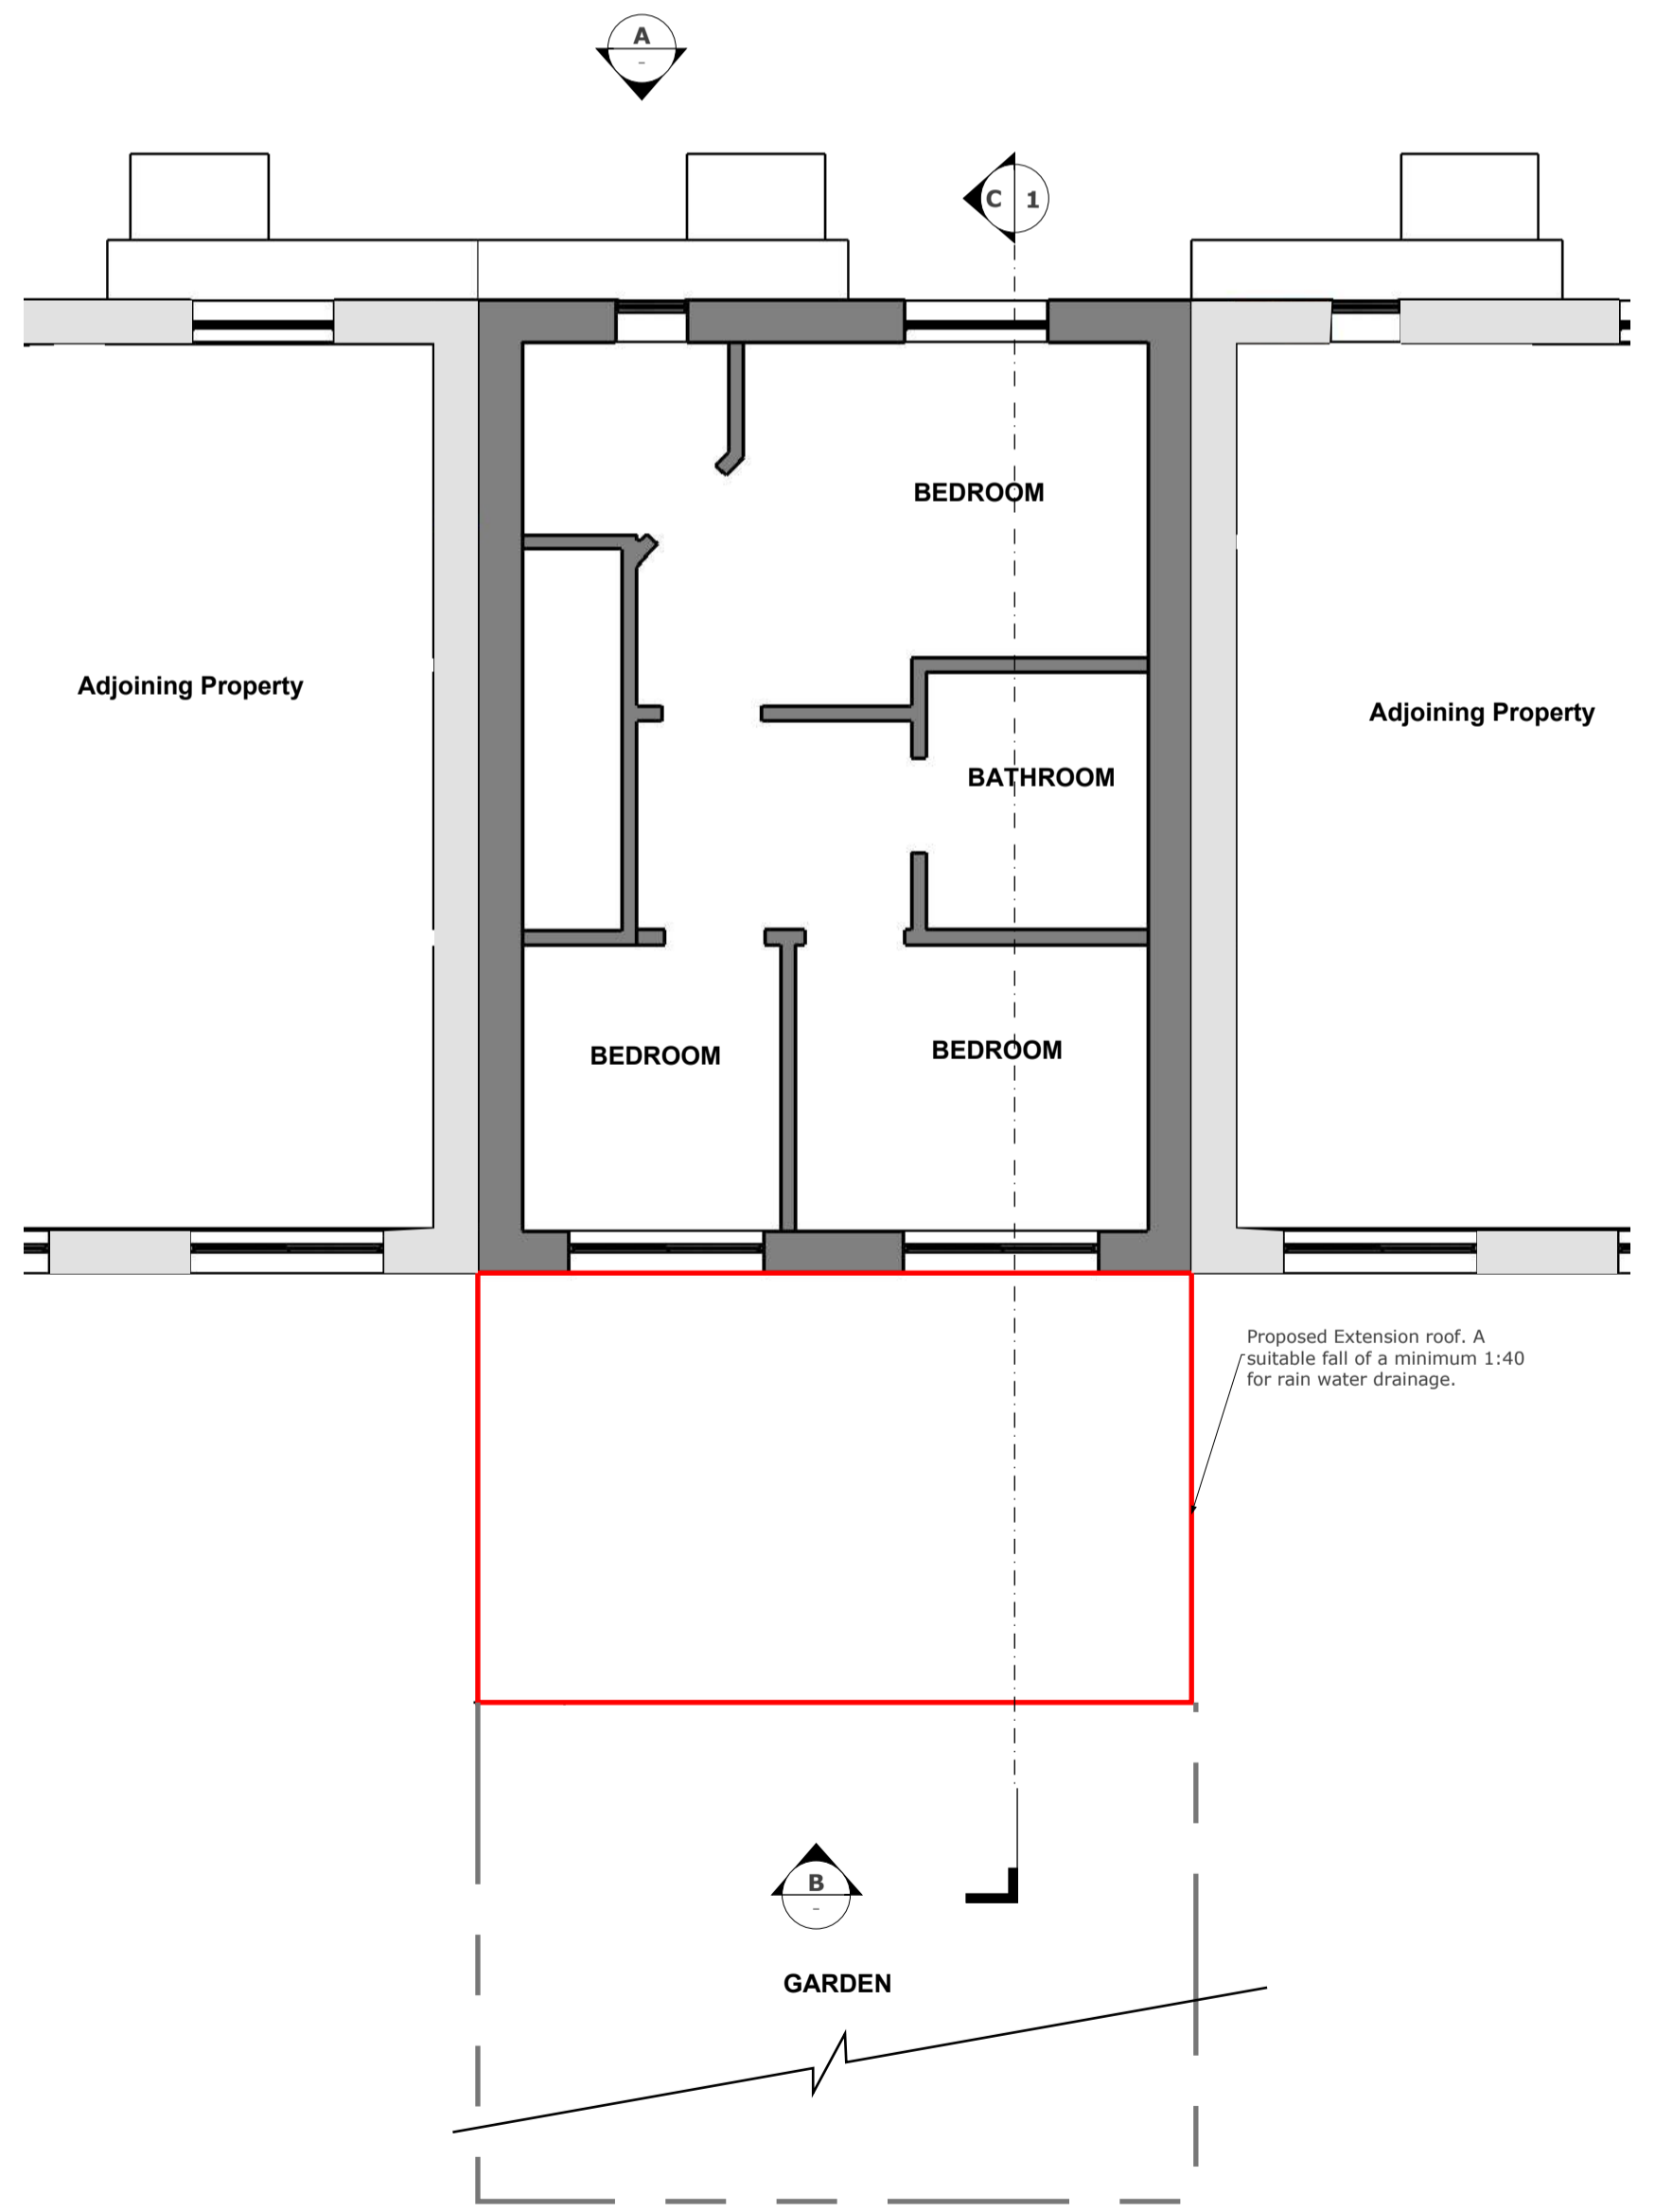 A
-
C 1
BEDROOM
Adjoining Property
Adjoining Property
BATHROOM
BEDROOM
BEDROOM
Proposed Extension roof. A
suitable fall of a minimum 1:40
for rain water drainage.
B
-
GARDEN